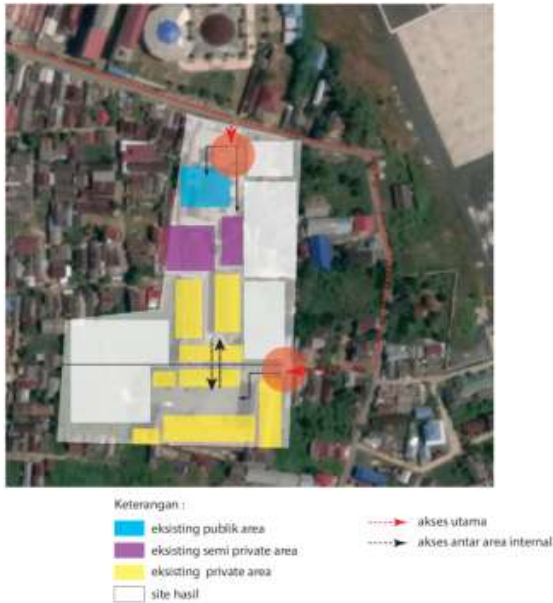 Keterangan :
eksisting publik area
eksisting semi private area
eksisting private area
site hasil
akses utama
akses antar area internal